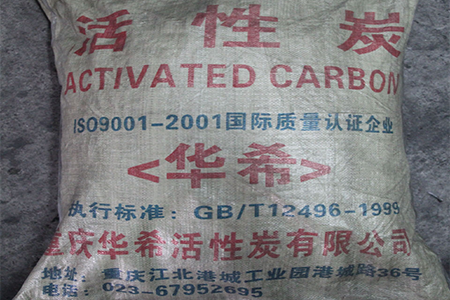 活性炭
ACTIVATED CARBON
ISO9001-2001国际质量认证企业
<华希>
执行标准：GB/T12496-1999
重庆华希活性炭有限公司
地址：重庆江北港城工业园港城路36号
电话：023-67952695